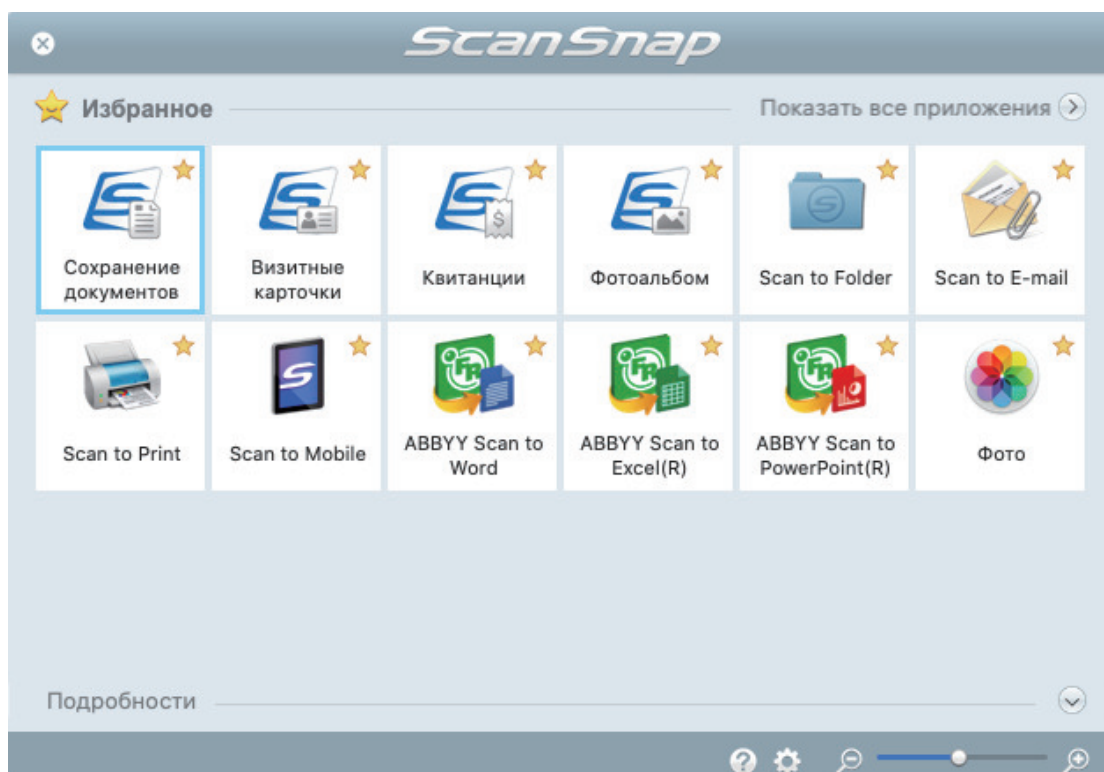 ScanSnap
Избранное
Показать все приложения
Сохранение
документов
Визитные
карточки
Квитанции
Фотоальбом
Scan to Folder
Scan to E-mail
Scan to Print
Scan to Mobile
ABBYY Scan to
Word
ABBYY Scan to
Excel(R)
ABBYY Scan to
PowerPoint(R)
Фото
Подробности